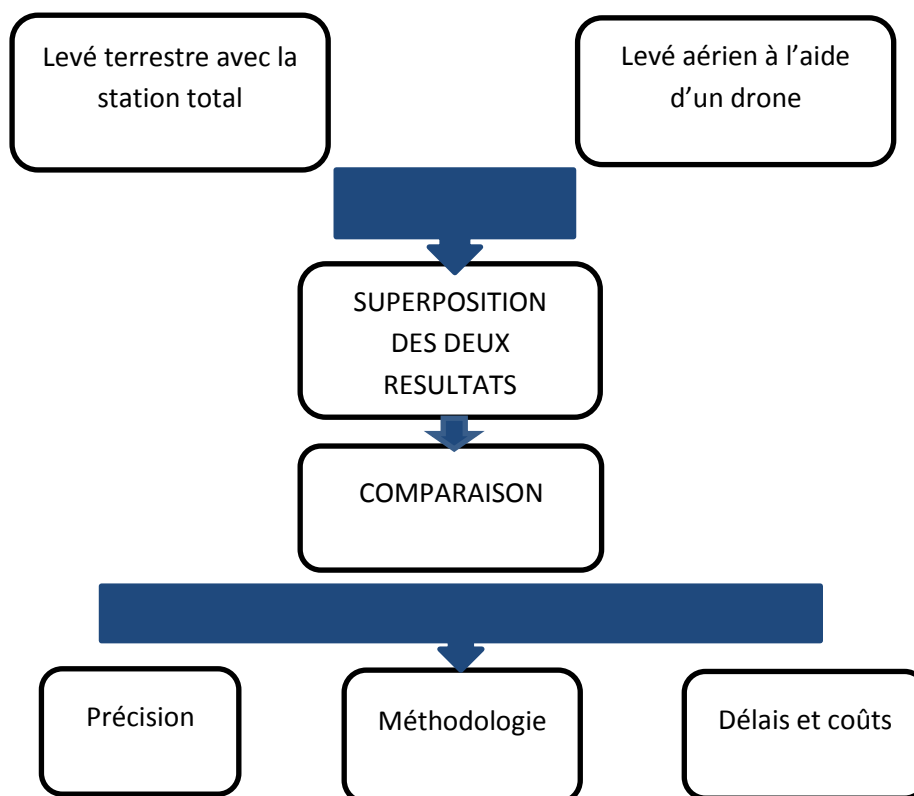 Levé terrestre avec la
station total
Levé aérien à l’aide
d’un drone
SUPERPOSITION
DES DEUX
RESULTATS
COMPARAISON
Précision
Méthodologie
Délais et coûts